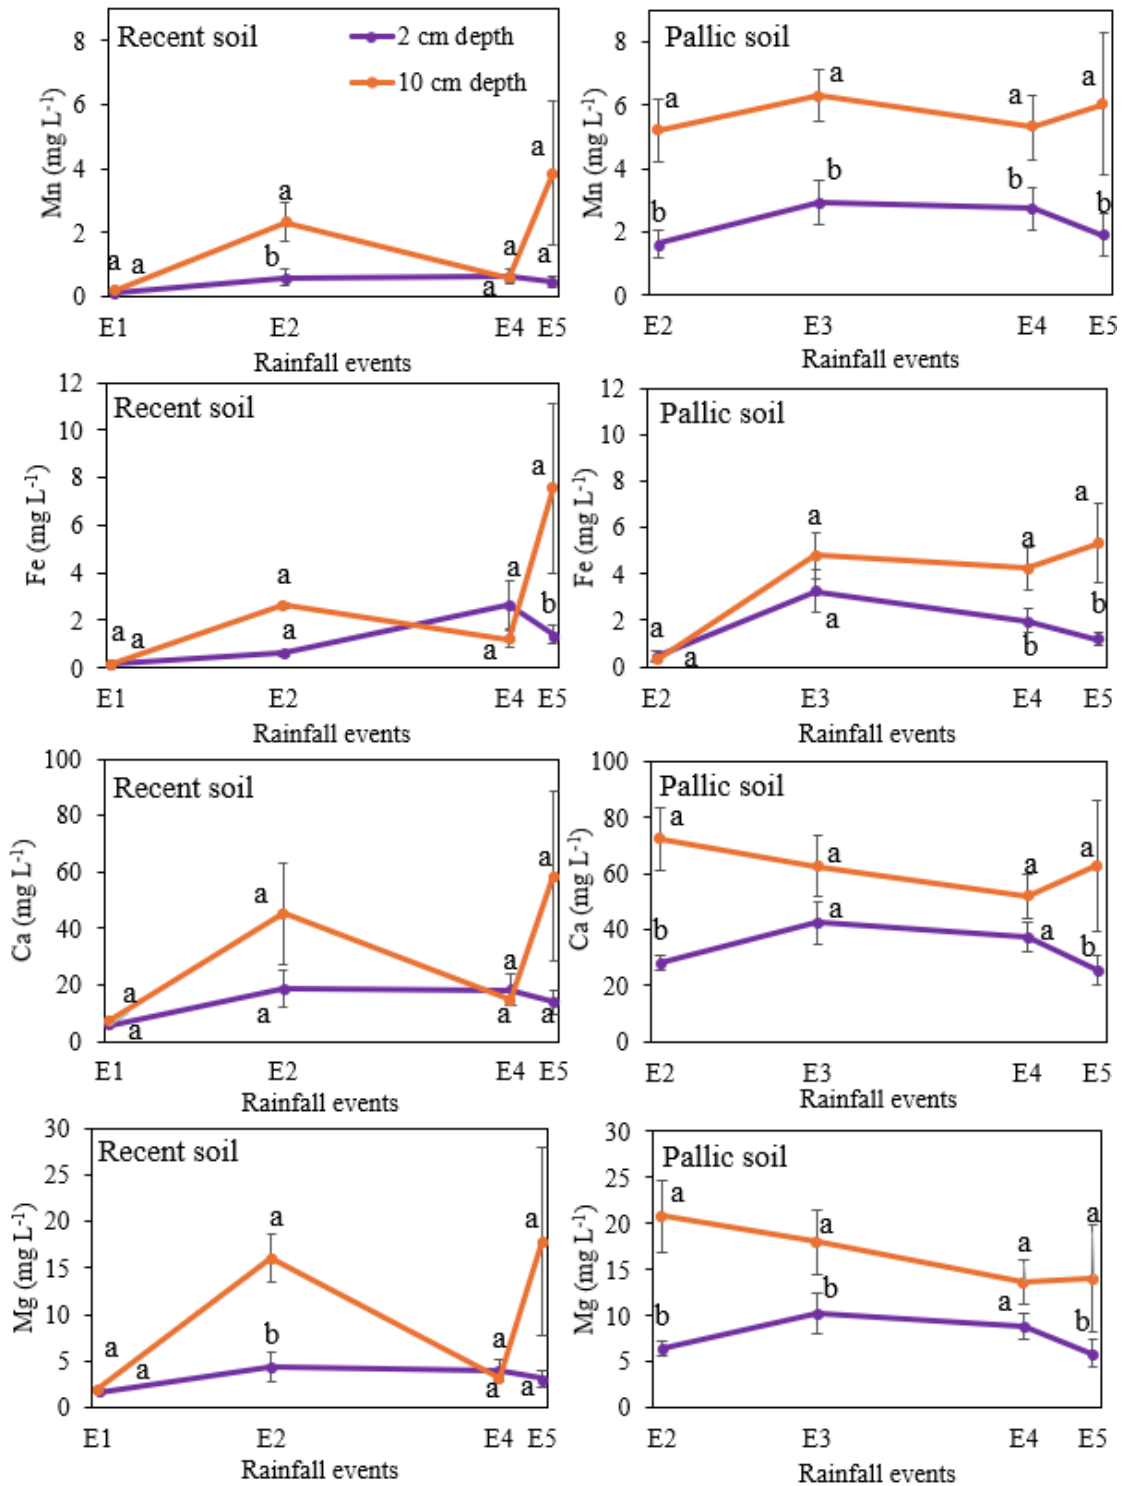 Recent soil
2 cm depth
10 cm depth
Mn (mg L-1)
8
6
4
2
0
a
a
a
b
a
a
a
a
E1
E2
E4
E5
Rainfall events
Pallic soil
Mn (mg L-1)
8
6
4
2
0
a
a
a
a
b
b
b
b
E2
E3
E4
E5
Rainfall events
Recent soil
Fe (mg L-1)
12
10
8
6
4
2
0
a
a
a
a
a
a
a
b
E1
E2
E4
E5
Rainfall events
Pallic soil
Fe (mg L-1)
12
10
8
6
4
2
0
a
a
a
a
a
b
a
b
E2
E3
E4
E5
Rainfall events
Recent soil
Ca (mg L-1)
100
80
60
40
20
0
a
a
a
a
a
a
a
a
E1
E2
E4
E5
Rainfall events
Pallic soil
Ca (mg L-1)
100
80
60
40
20
0
a
b
a
a
a
a
a
b
E2
E3
E4
E5
Rainfall events
Recent soil
Mg (mg L-1)
30
25
20
15
10
5
0
a
a
a
b
a
a
a
a
E1
E2
E4
E5
Rainfall events
Pallic soil
Mg (mg L-1)
30
25
20
15
10
5
0
a
b
a
b
a
a
a
b
E2
E3
E4
E5
Rainfall events